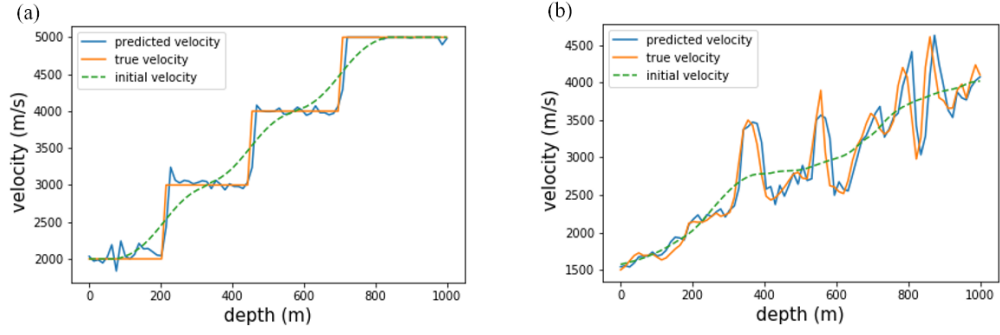 (a)
predicted velocity
true velocity
initial velocity
5000
4500
4000
3500
3000
2500
2000
velocity (m/s)
0 200 400 600 800 1000
depth (m)
(b)
predicted velocity
true velocity
initial velocity
4500
4000
3500
3000
2500
2000
1500
velocity (m/s)
0 200 400 600 800 1000
depth (m)